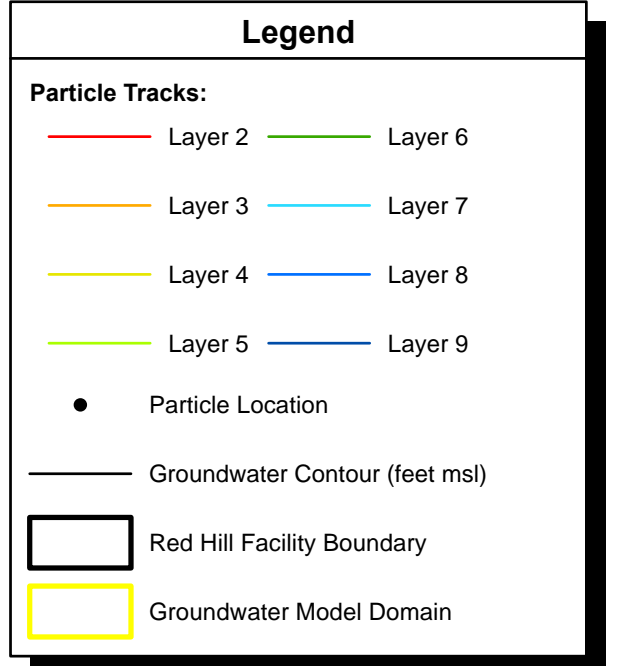 Legend
Particle Tracks:
Layer 2 Layer 6
Layer 3 Layer 7
Layer 4 Layer 8
Layer 5 Layer 9
Particle Location
Groundwater Contour (feet msl)
Red Hill Facility Boundary
Groundwater Model Domain